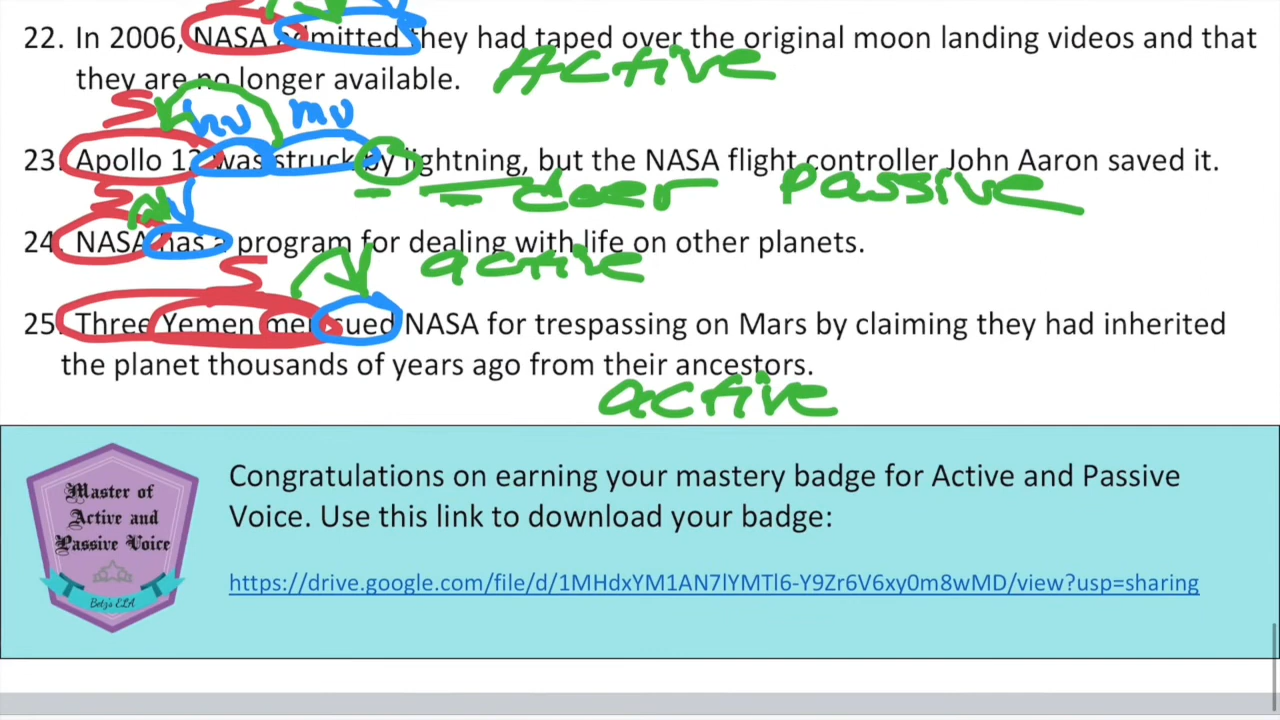 22. In 2006, NASA admitted they had taped over the original moon landing videos and that
they are no longer available.
Active
S hv mv
23. Apollo 12 was struck by lightning, but the NASA flight controller John Aaron saved it.
= doer passive
S v
24. NASA has a program for dealing with life on other planets.
active
S
25. Three Yemen men sued NASA for trespassing on Mars by claiming they had inherited
the planet thousands of years ago from their ancestors.
active
Master of
Active and
Passive Voice
Betz's ELA
Congratulations on earning your mastery badge for Active and Passive
Voice. Use this link to download your badge:
https://drive.google.com/file/d/1MHdxYM1AN7lYMTl6-Y9Zr6V6xy0m8wMD/view?usp=sharing